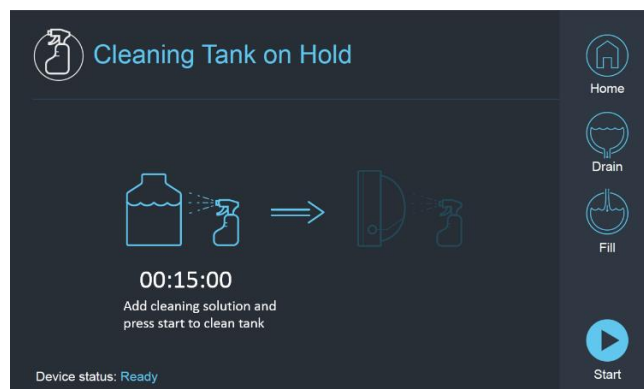 Cleaning Tank on Hold
Home
Drain
Fill
00:15:00
Add cleaning solution and
press start to clean tank
Device status: Ready
Start